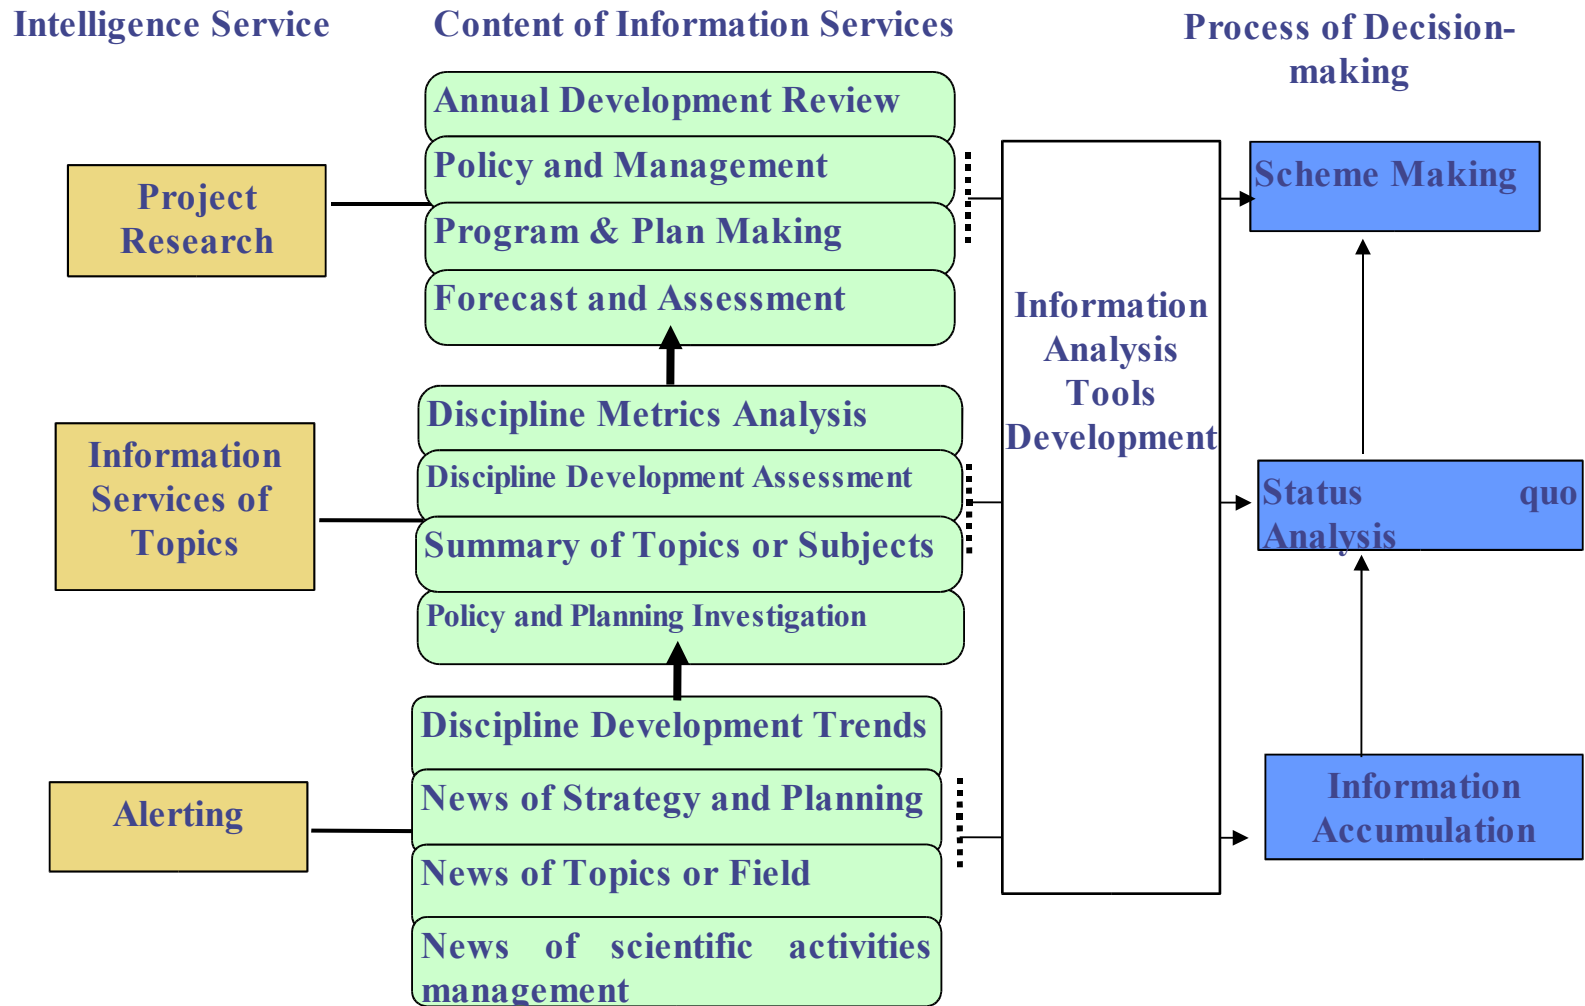 Intelligence Service
Content of Information Services
Process of Decision-
making
Annual Development Review
Policy and Management
Program & Plan Making
Forecast and Assessment
Project
Research
Scheme Making
Information
Analysis
Tools
Development
Discipline Metrics Analysis
Discipline Development Assessment
Summary of Topics or Subjects
Policy and Planning Investigation
Information
Services of
Topics
Status quo
Analysis
Discipline Development Trends
News of Strategy and Planning
News of Topics or Field
News of scientific activities
management
Alerting
Information
Accumulation